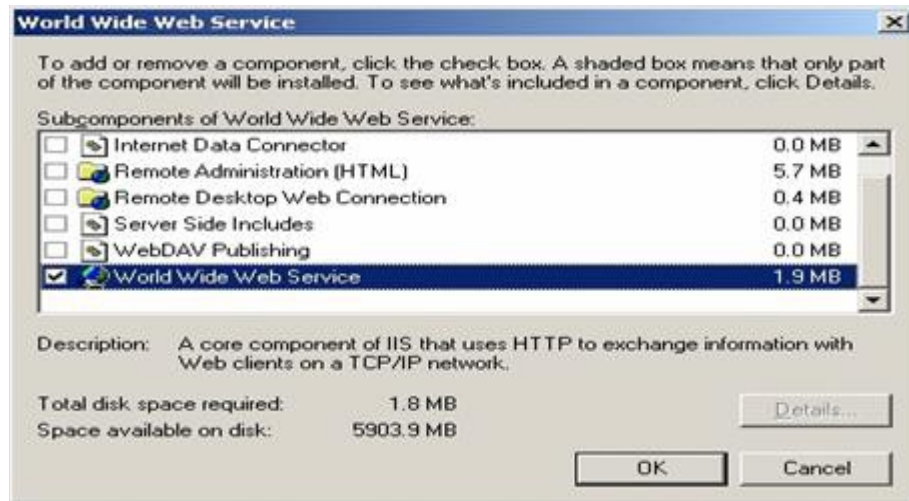 World Wide Web Service
To add or remove a component, click the check box. A shaded box means that only part
of the component will be installed. To see what's included in a component, click Details.
Subcomponents of World Wide Web Service:
Internet Data Connector 0.0 MB
Remote Administration (HTML) 5.7 MB
Remote Desktop Web Connection 0.4 MB
Server Side Includes 0.0 MB
WebDAV Publishing 0.0 MB
World Wide Web Service 1.9 MB
Description: A core component of IIS that uses HTTP to exchange information with
Web clients on a TCP/IP network.
Total disk space required: 1.8 MB
Space available on disk: 5903.9 MB
Details...
OK Cancel